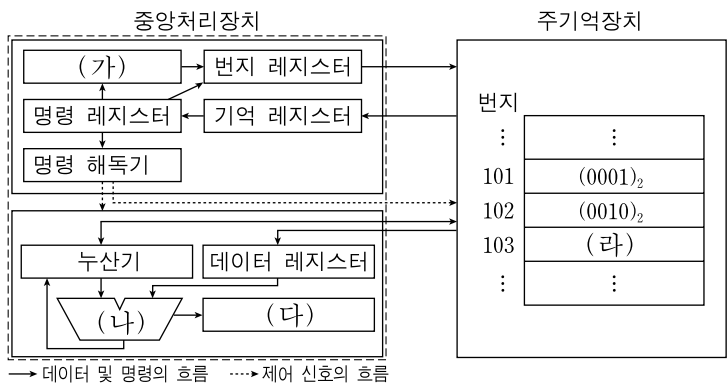 중앙처리장치
주기억장치
(가)
번지 레지스터
명령 레지스터
기억 레지스터
명령 해독기
번지
⋮ ⋮
101 (0001)₂
102 (0010)₂
103 (라)
⋮ ⋮
누산기
데이터 레지스터
(나)
(다)
데이터 및 명령의 흐름
제어 신호의 흐름